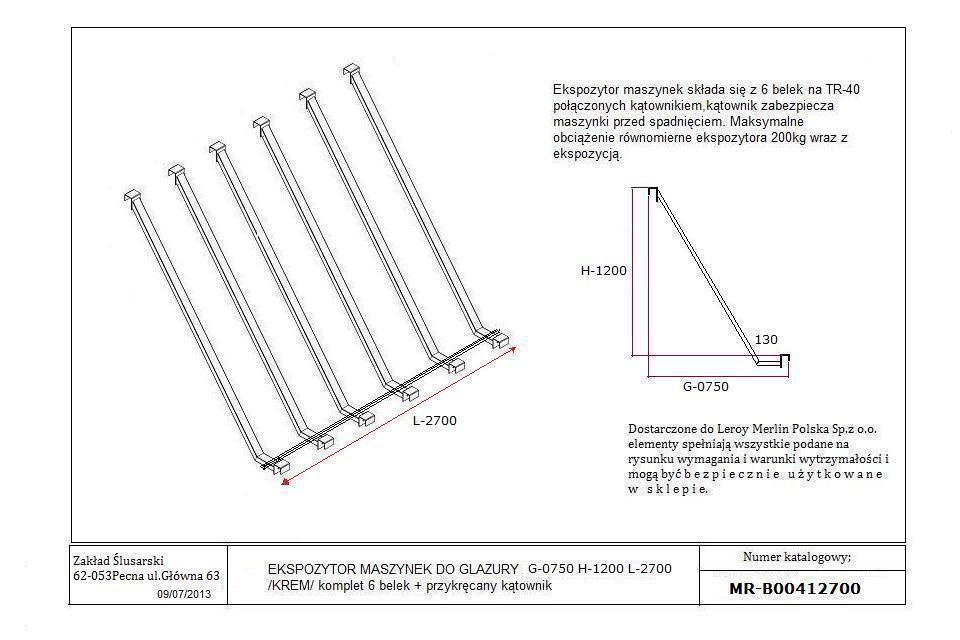 Ekspozytor maszynek składa się z 6 belek na TR-40
połączonych kątownikiem,kątownik zabezpiecza
maszynki przed spadnięciem. Maksymalne
obciążenie równomierne ekspozytora 200kg wraz z
ekspozycją.
H-1200
130
G-0750
L-2700
Dostarczone do Leroy Merlin Polska Sp.z o.o.
elementy spełniają wszystkie podane na
rysunku wymagania i warunki wytrzymałości i
mogą być b e z p i e c z n i e u ż y t k o w a n e
w s k l e p i e.
Zakład Ślusarski
62-053Pecna ul.Główna 63
09/07/2013
EKSPOZYTOR MASZYNEK DO GLAZURY G-0750 H-1200 L-2700
/KREM/ komplet 6 belek + przykręcany kątownik
Numer katalogowy;
MR-B00412700